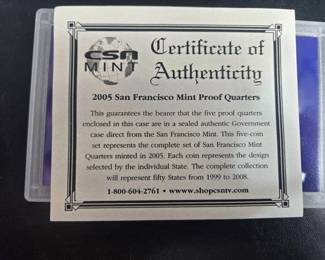 CSN
MINT
Certificate of
Authenticity
2005 San Francisco Mint Proof Quarters
This guarantees the bearer that the five proof quarters
enclosed in this case are in a sealed authentic Government
case direct from the San Francisco Mint. This five-coin
set represents the complete set of San Francisco Mint
Quarters minted in 2005. Each coin represents the design
selected by the individual State. The complete collection
will represent fifty States from 1999 to 2008.
1-800-604-2761 • www.shopcsntv.com